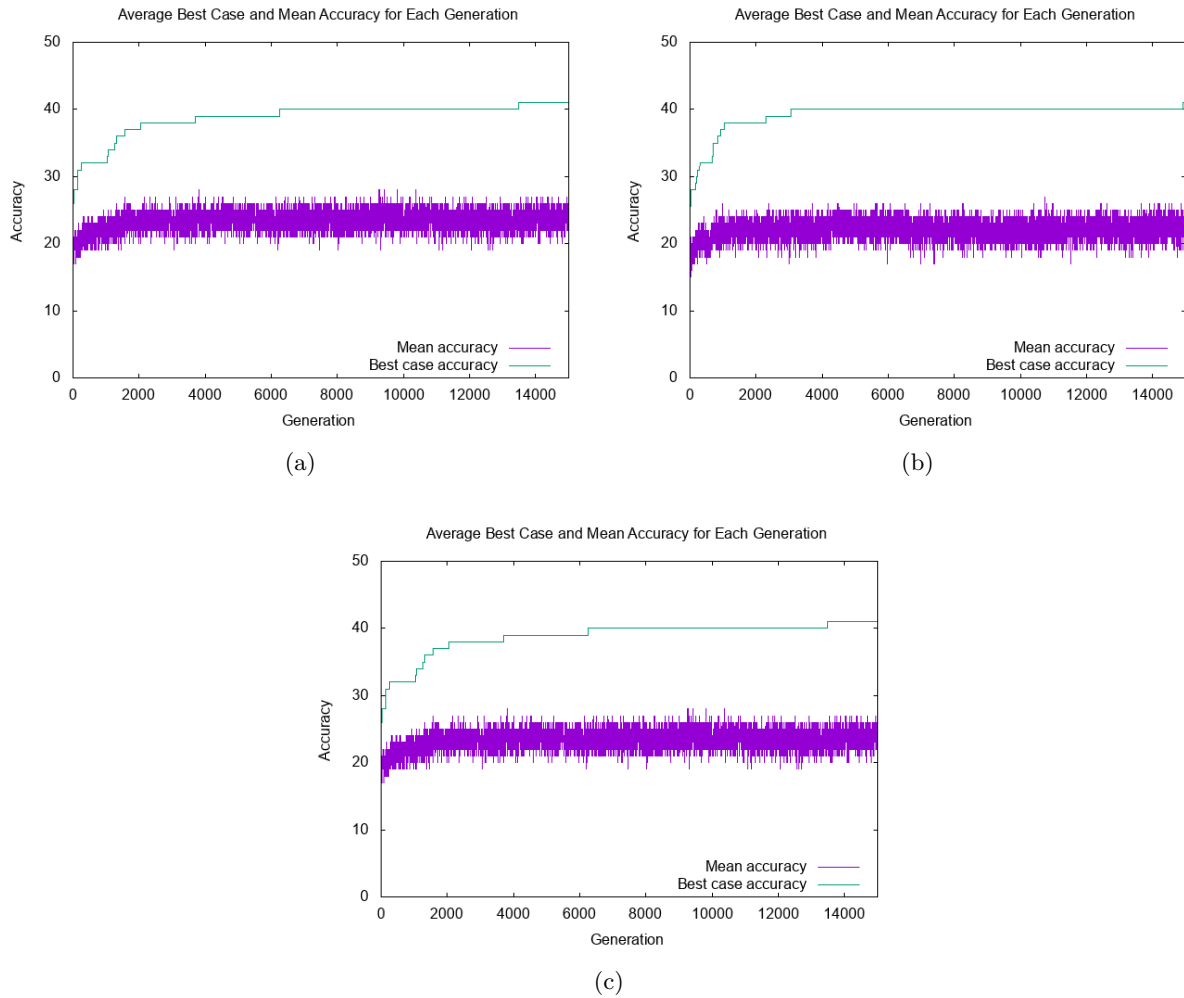 Average Best Case and Mean Accuracy for Each Generation
50
40
30
20
10
0
Accuracy
Mean accuracy
Best case accuracy
0 2000 4000 6000 8000 10000 12000 14000
Generation
(a)
Average Best Case and Mean Accuracy for Each Generation
50
40
30
20
10
0
Accuracy
Mean accuracy
Best case accuracy
0 2000 4000 6000 8000 10000 12000 14000
Generation
(b)
Average Best Case and Mean Accuracy for Each Generation
50
40
30
20
10
0
Accuracy
Mean accuracy
Best case accuracy
0 2000 4000 6000 8000 10000 12000 14000
Generation
(c)